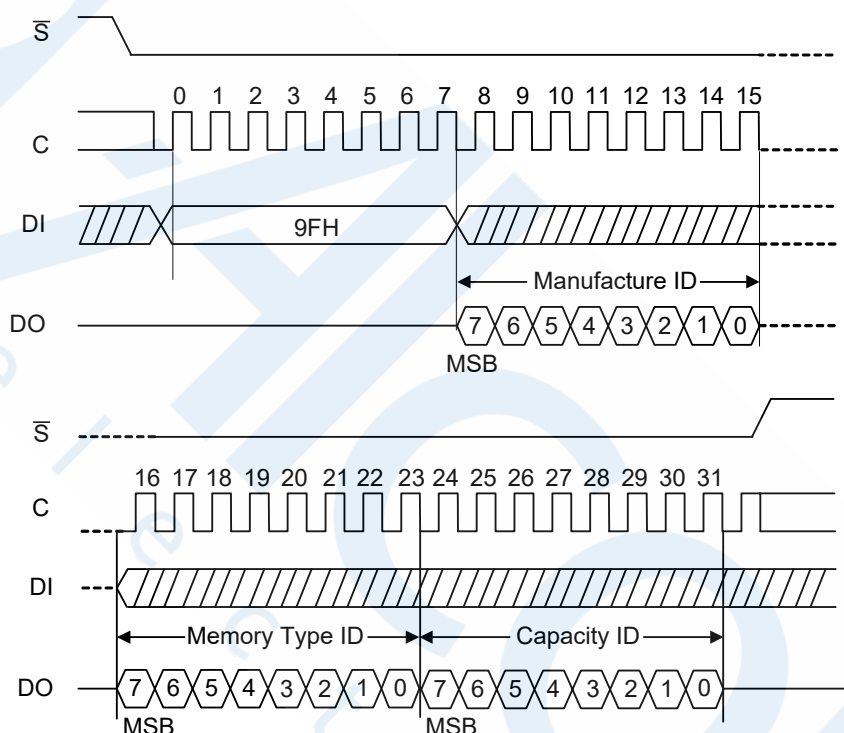 S̅
0 1 2 3 4 5 6 7 8 9 10 11 12 13 14 15
C
DI
9FH
Manufacture ID
DO
7 6 5 4 3 2 1 0
MSB
S̅
16 17 18 19 20 21 22 23 24 25 26 27 28 29 30 31
C
DI
Memory Type ID Capacity ID
DO
7 6 5 4 3 2 1 0 7 6 5 4 3 2 1 0
MSB MSB